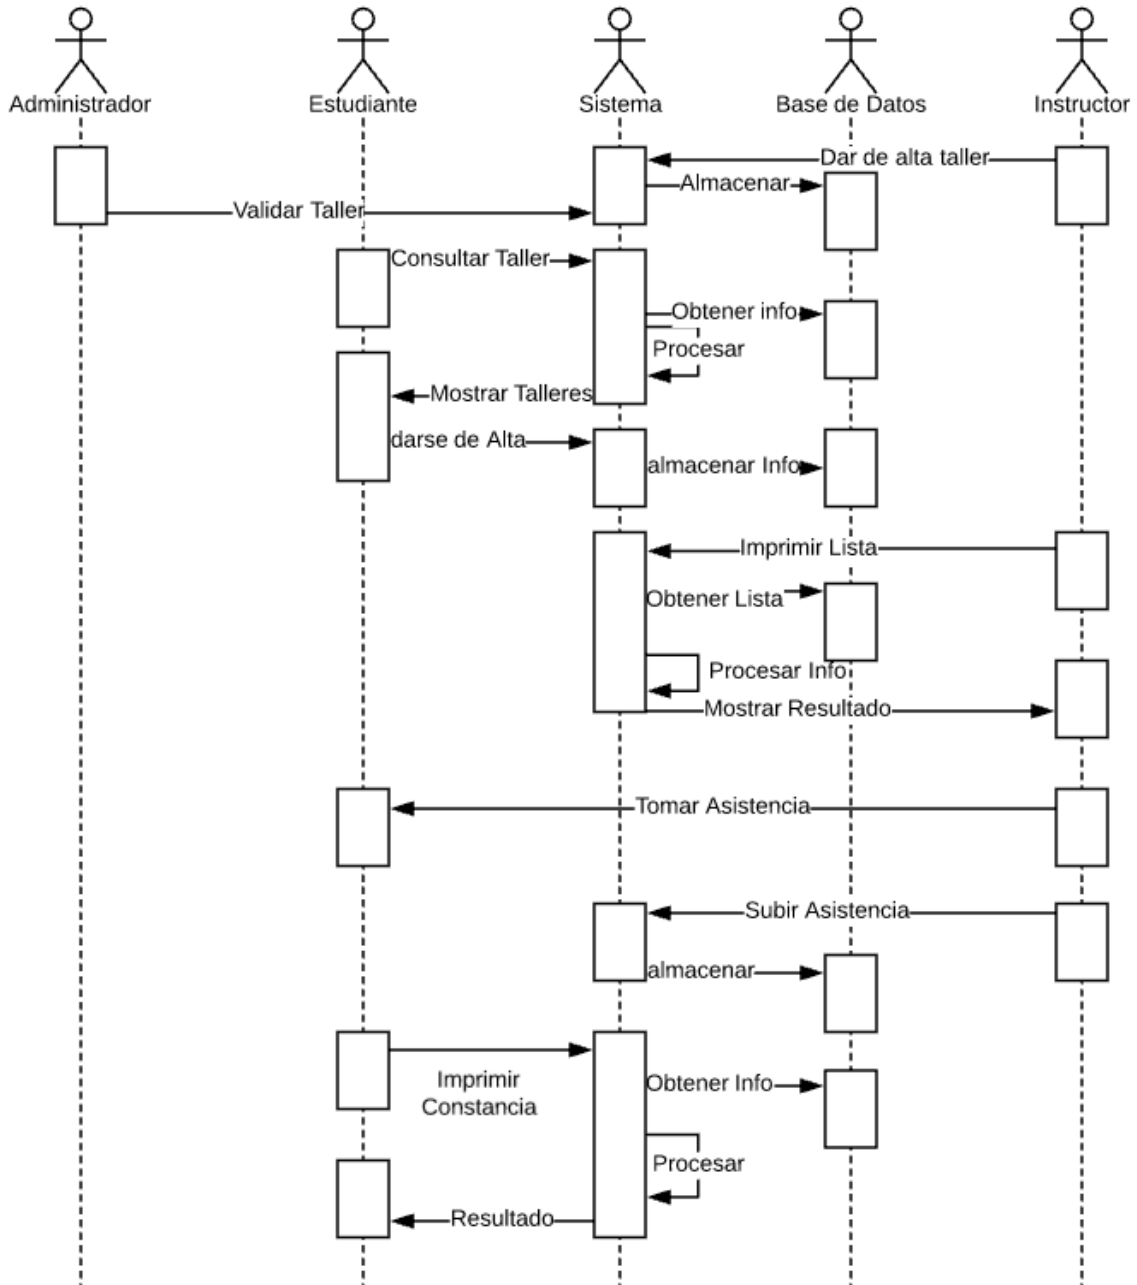 Administrador
Estudiante
Sistema
Base de Datos
Instructor
Dar de alta taller
Almacenar
Validar Taller
Consultar Taller
Obtener info
Procesar
Mostrar Talleres
darse de Alta
almacenar Info
Imprimir Lista
Obtener Lista
Procesar Info
Mostrar Resultado
Tomar Asistencia
Subir Asistencia
almacenar
Imprimir
Constancia
Obtener Info
Procesar
Resultado